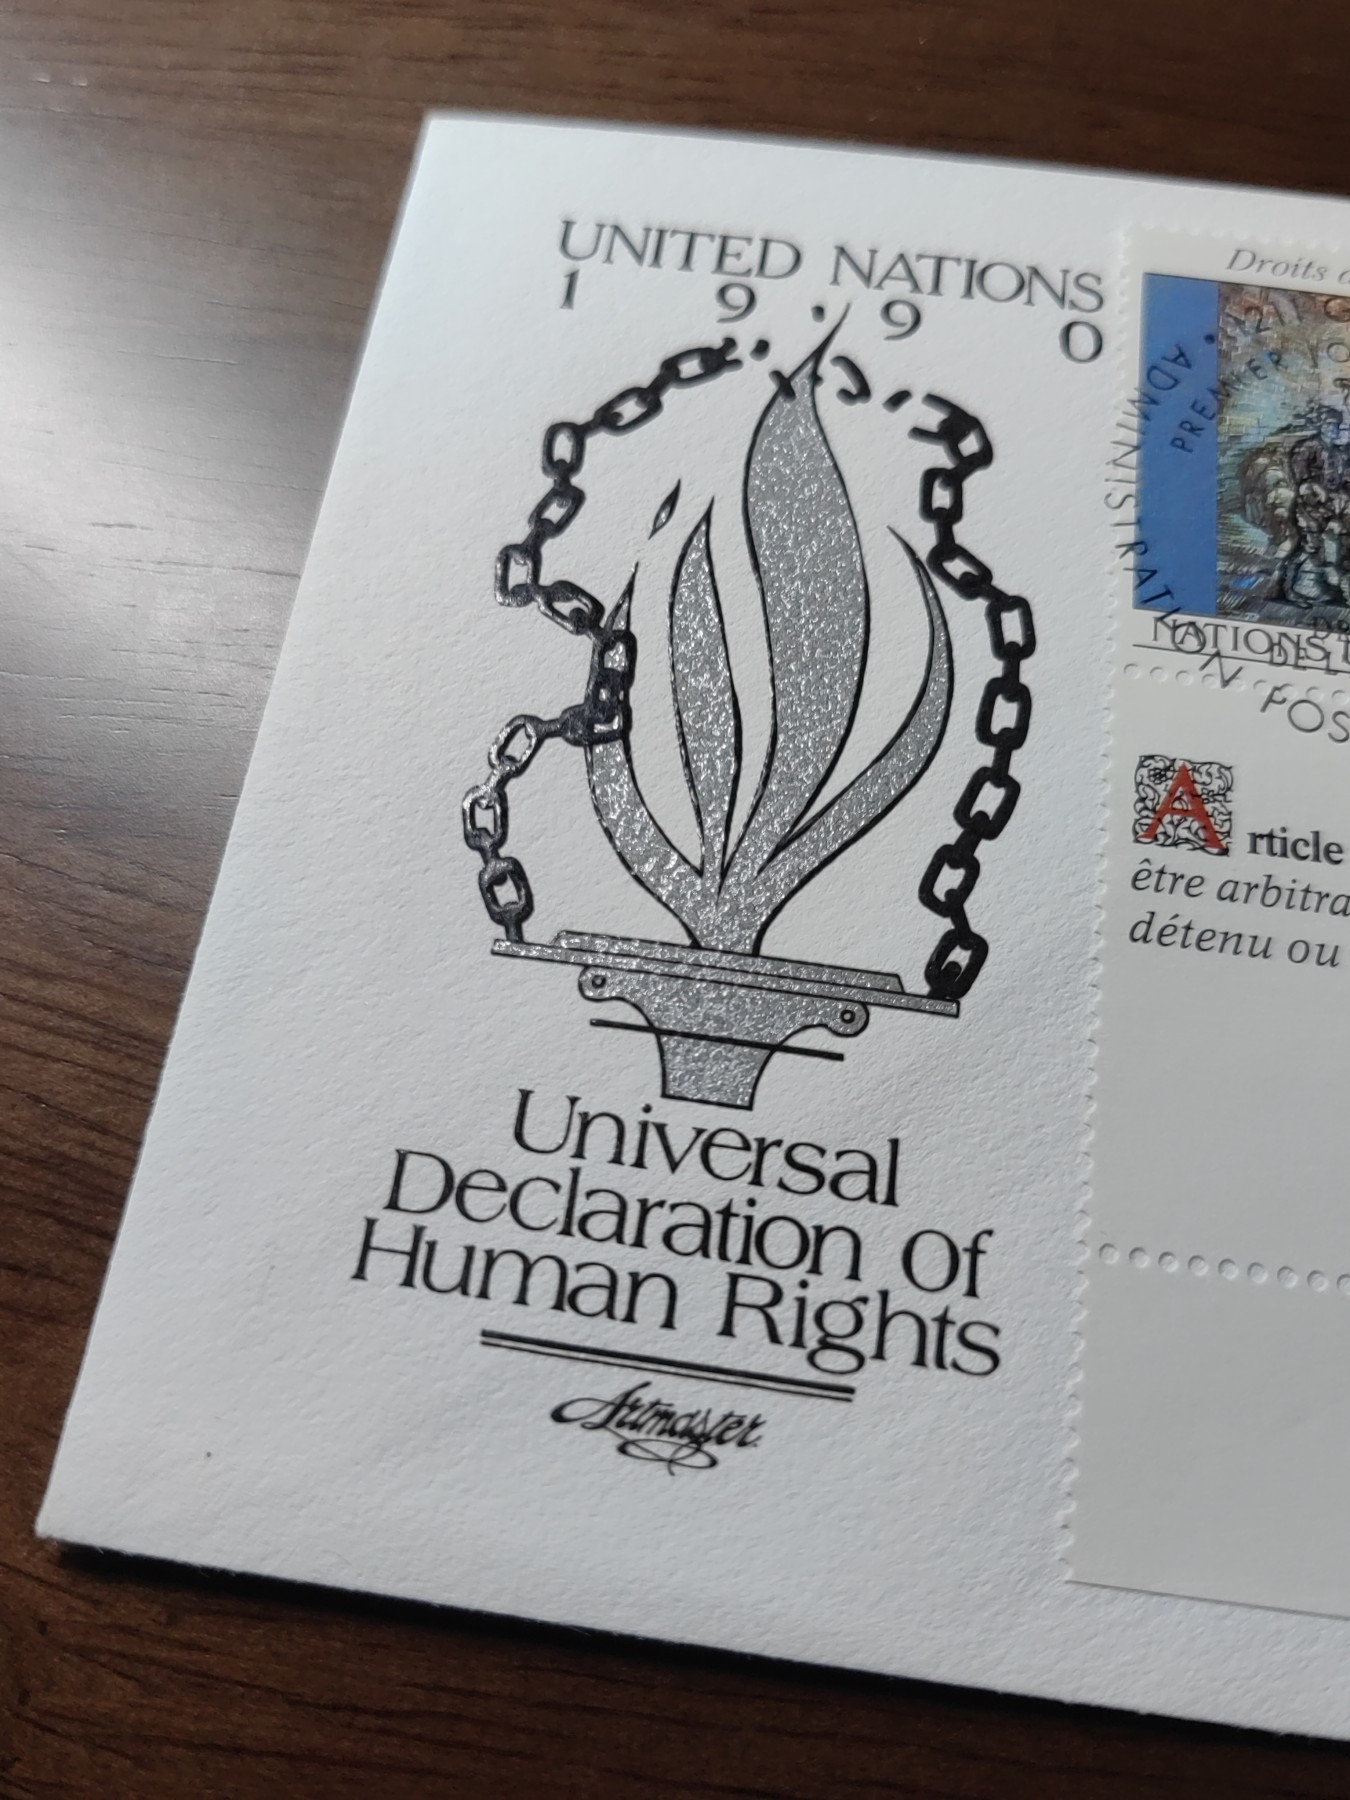 UNITED NATIONS
1 9 9 0
Universal
Declaration of
Human Rights
Artmaster
Droits
NATIONS
ADMINISTRATION POS
PREMIER
Article
être arbitra
détenu ou